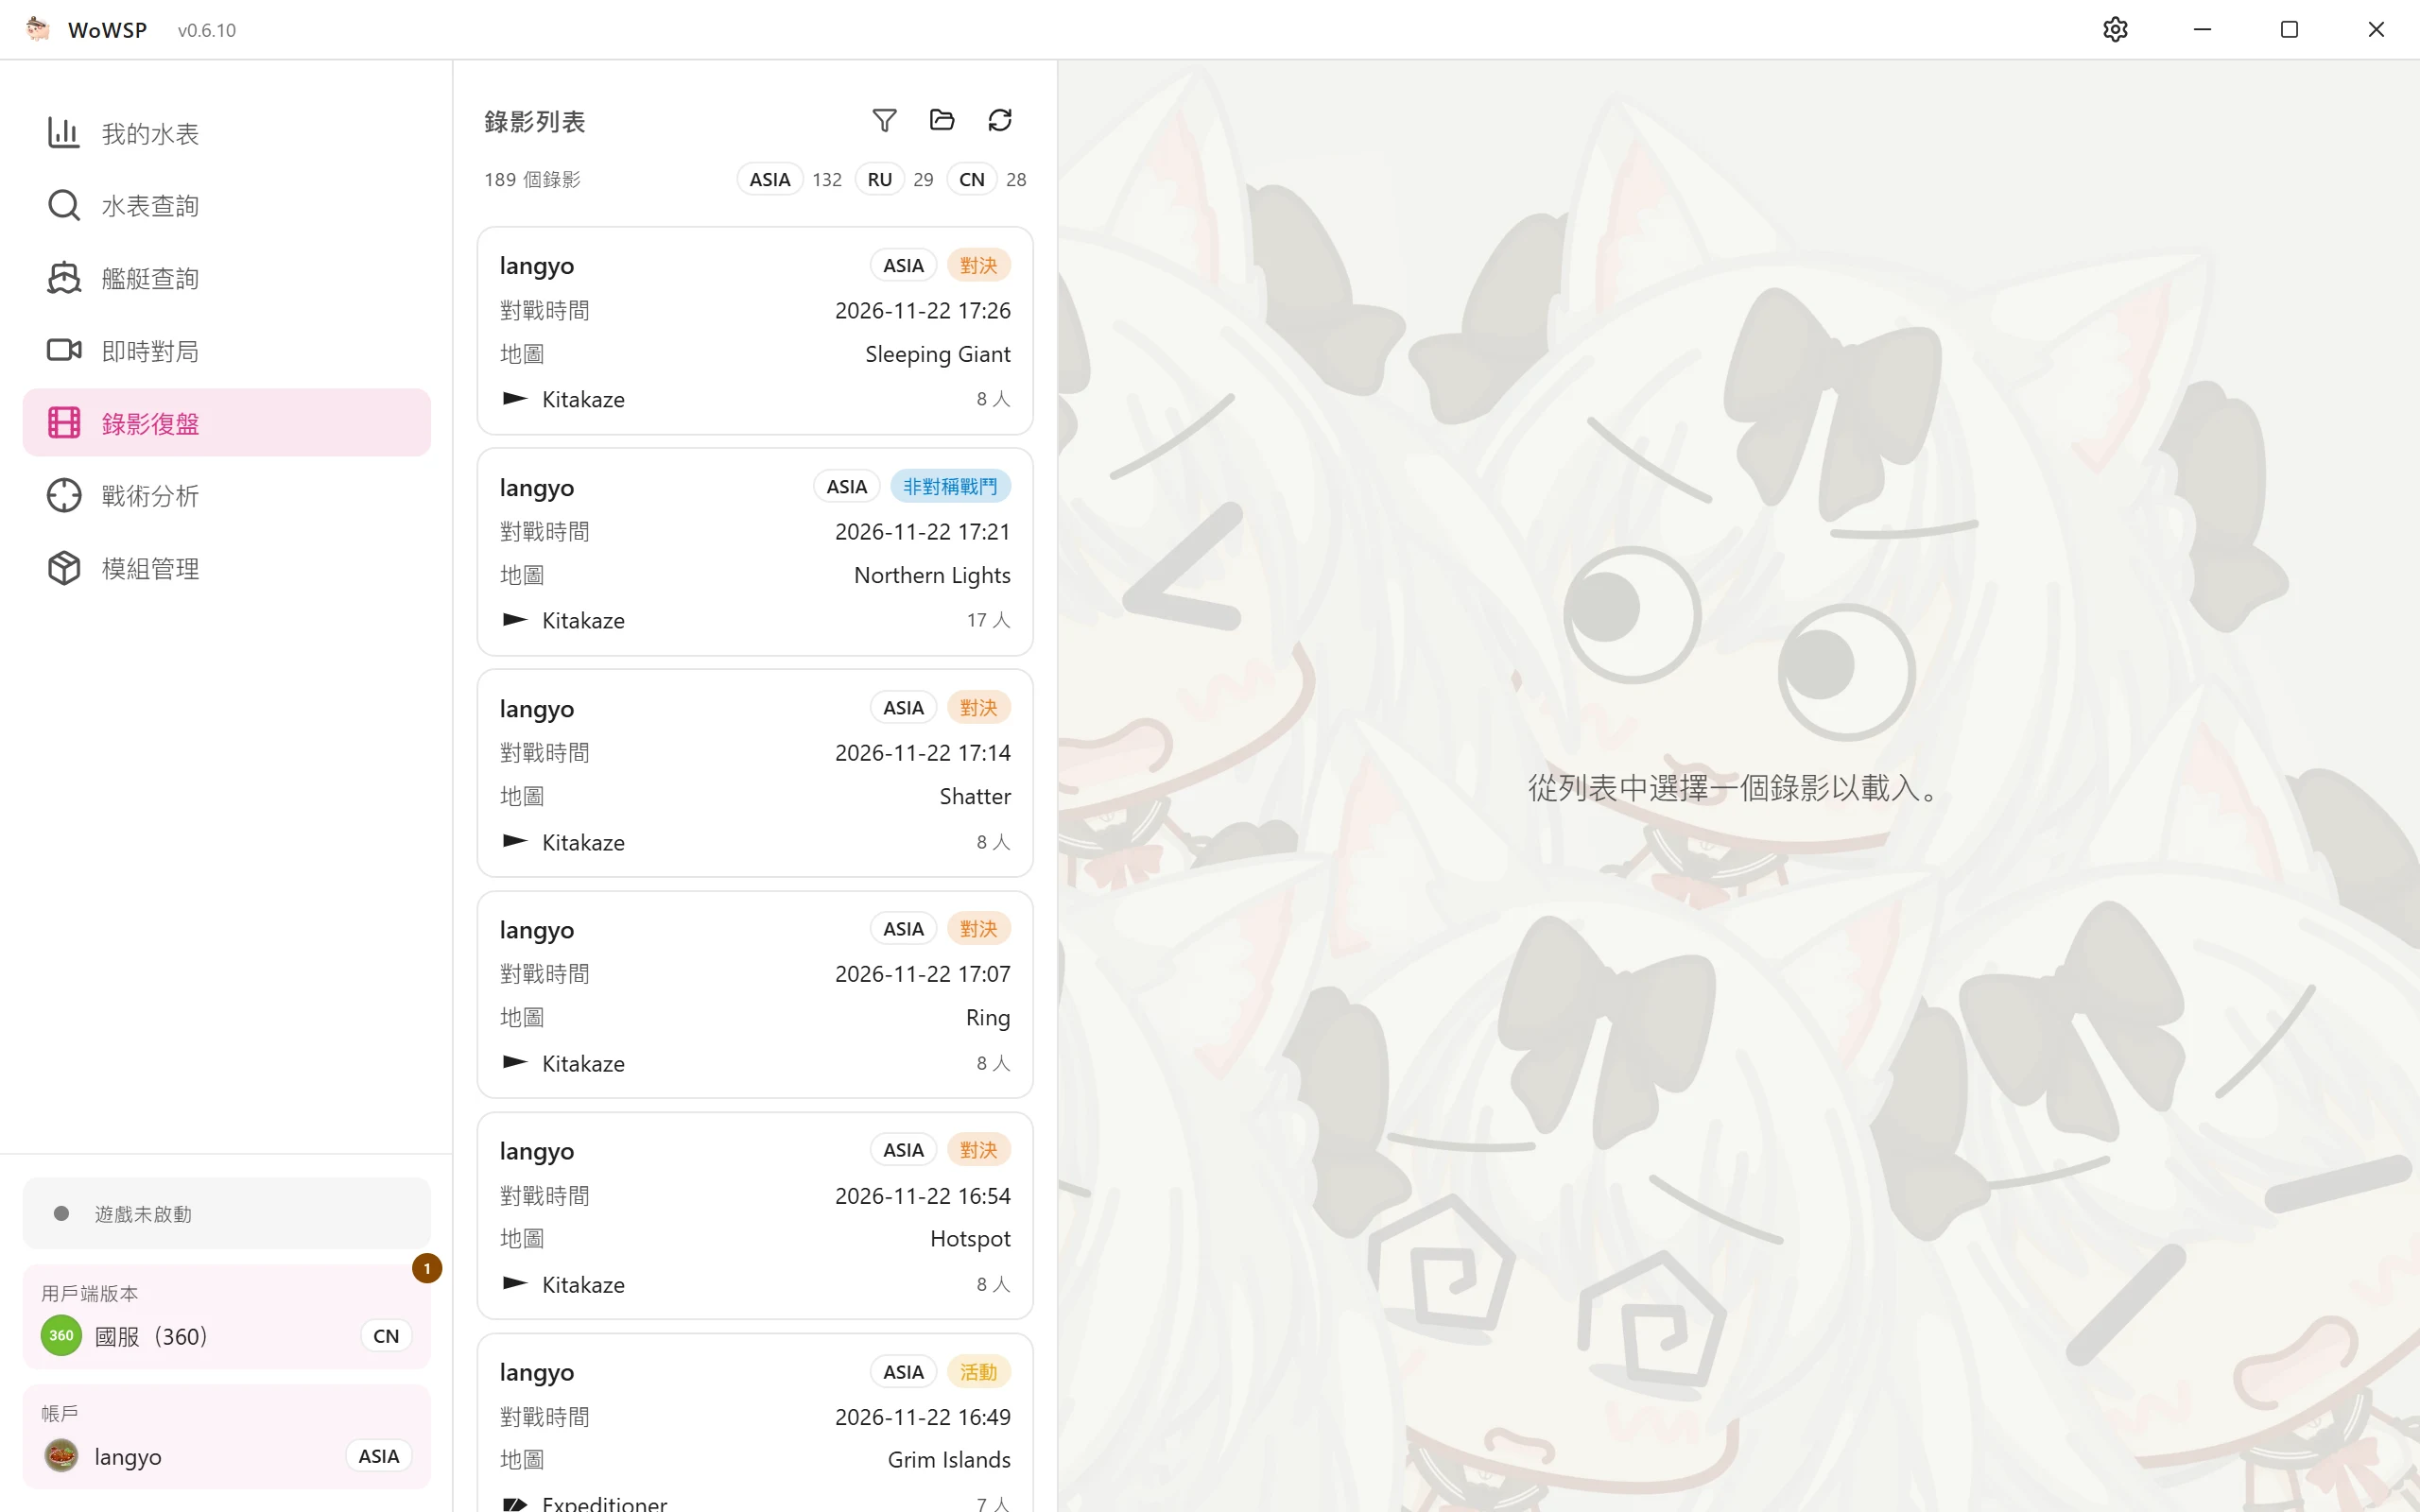 WoWSP v0.6.10
我的水表
水表查詢
艦艇查詢
即時對局
錄影復盤
戰術分析
模組管理
遊戲未啟動
1
用戶端版本
360 國服（360） CN
帳戶
langyo ASIA
錄影列表
189 個錄影 ASIA 132 RU 29 CN 28
langyo ASIA 對決
對戰時間 2026-11-22 17:26
地圖 Sleeping Giant
Kitakaze 8 人
langyo ASIA 非對稱戰鬥
對戰時間 2026-11-22 17:21
地圖 Northern Lights
Kitakaze 17 人
langyo ASIA 對決
對戰時間 2026-11-22 17:14
地圖 Shatter
Kitakaze 8 人
langyo ASIA 對決
對戰時間 2026-11-22 17:07
地圖 Ring
Kitakaze 8 人
langyo ASIA 對決
對戰時間 2026-11-22 16:54
地圖 Hotspot
Kitakaze 8 人
langyo ASIA 活動
對戰時間 2026-11-22 16:49
地圖 Grim Islands
Expeditioner 7 人
從列表中選擇一個錄影以載入。